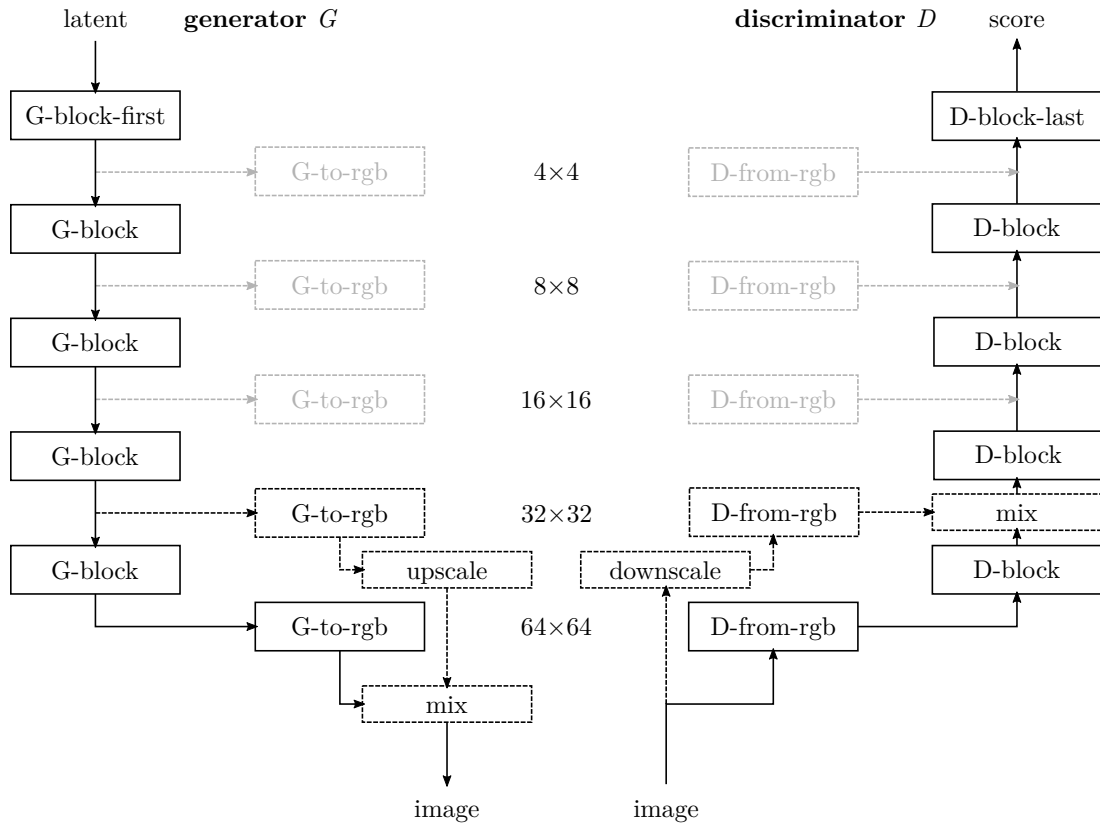 latent generator G discriminator D score
G-block-first D-block-last
G-to-rgb 4×4 D-from-rgb
G-block D-block
G-to-rgb 8×8 D-from-rgb
G-block D-block
G-to-rgb 16×16 D-from-rgb
G-block D-block
G-to-rgb 32×32 D-from-rgb mix
G-block upscale downscale D-block
G-to-rgb 64×64 D-from-rgb
mix
image image